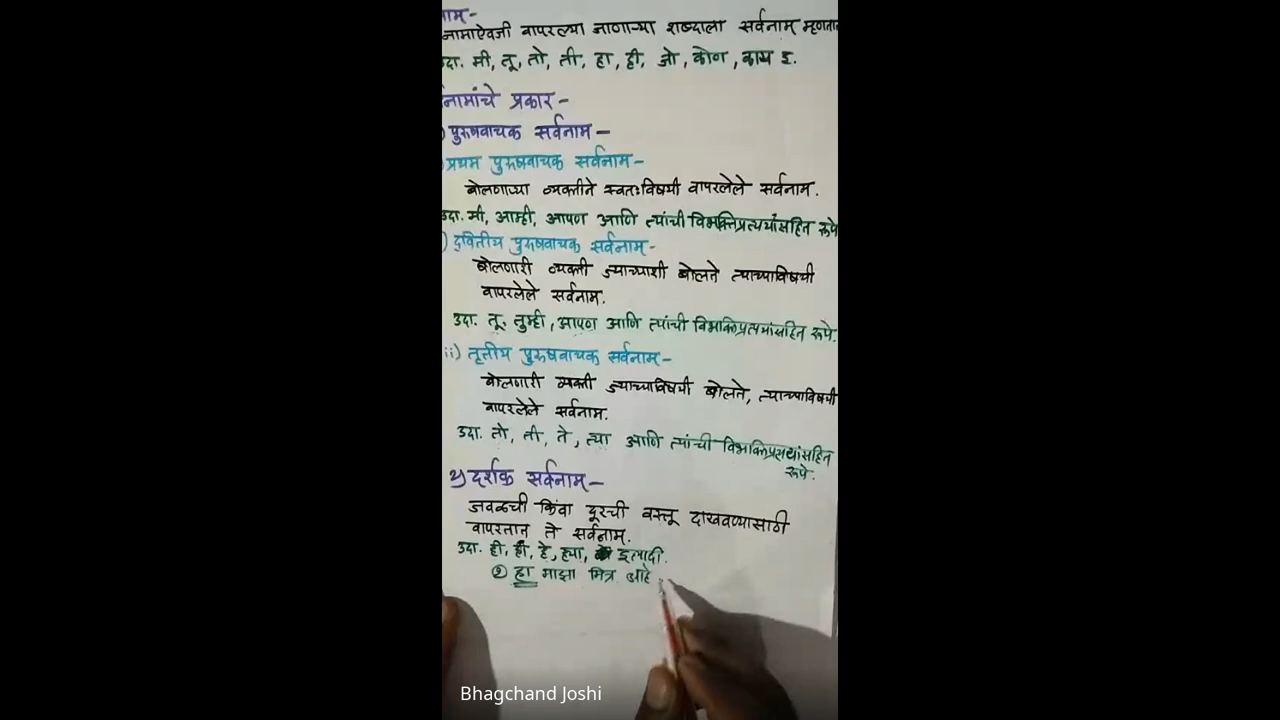 नाम-
नामाऐवजी वापरल्या जाणाऱ्या शब्दाला सर्वनाम म्हणतात
उदा. मी, तू, तो, ती, हा, ही, जो, कोण, काय इ.
नामांचे प्रकार-
पुरुषवाचक सर्वनाम-
प्रथम पुरुषवाचक सर्वनाम-
बोलणाऱ्या व्यक्तीने स्वतःविषयी वापरलेले सर्वनाम.
उदा. मी, आम्ही, आपण आणि त्यांची विभक्तिप्रत्ययांसहित रूपे
) द्वितीय पुरुषवाचक सर्वनाम-
बोलणारी व्यक्ती ज्याच्याशी बोलते त्याच्याविषयी
वापरलेले सर्वनाम.
उदा. तू, तुम्ही, आपण आणि त्यांची विभक्तिप्रत्ययांसहित रूपे.
ii) तृतीय पुरुषवाचक सर्वनाम-
बोलणारी व्यक्ती ज्याच्याविषयी बोलते, त्याच्याविषयी
वापरलेले सर्वनाम.
उदा. तो, ती, ते, त्या आणि त्यांची विभक्तिप्रत्ययांसहित
रूपे.
२) दर्शक सर्वनाम-
जवळची किंवा दूरची वस्तू दाखवण्यासाठी
वापरतात ते सर्वनाम.
उदा. ही, हे, ह्या, इत्यादी.
हा माझा मित्र आहे.
Bhagchand Joshi